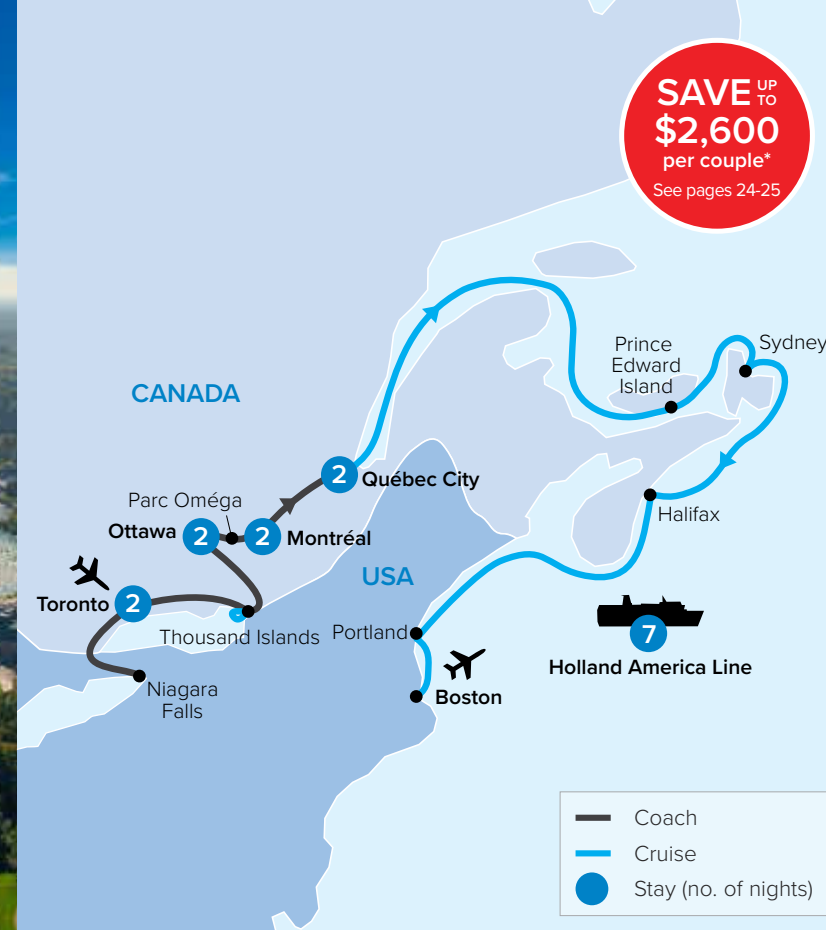 SAVE UP TO
$2,600
per couple*
See pages 24-25
Prince
Edward
Island
Sydney
CANADA
Québec City
Parc Oméga
Ottawa
2
2
2
Montréal
Halifax
USA
Toronto
2
Thousand Islands
Portland
7
Holland America Line
Niagara
Falls
Boston
Coach
Cruise
Stay (no. of nights)